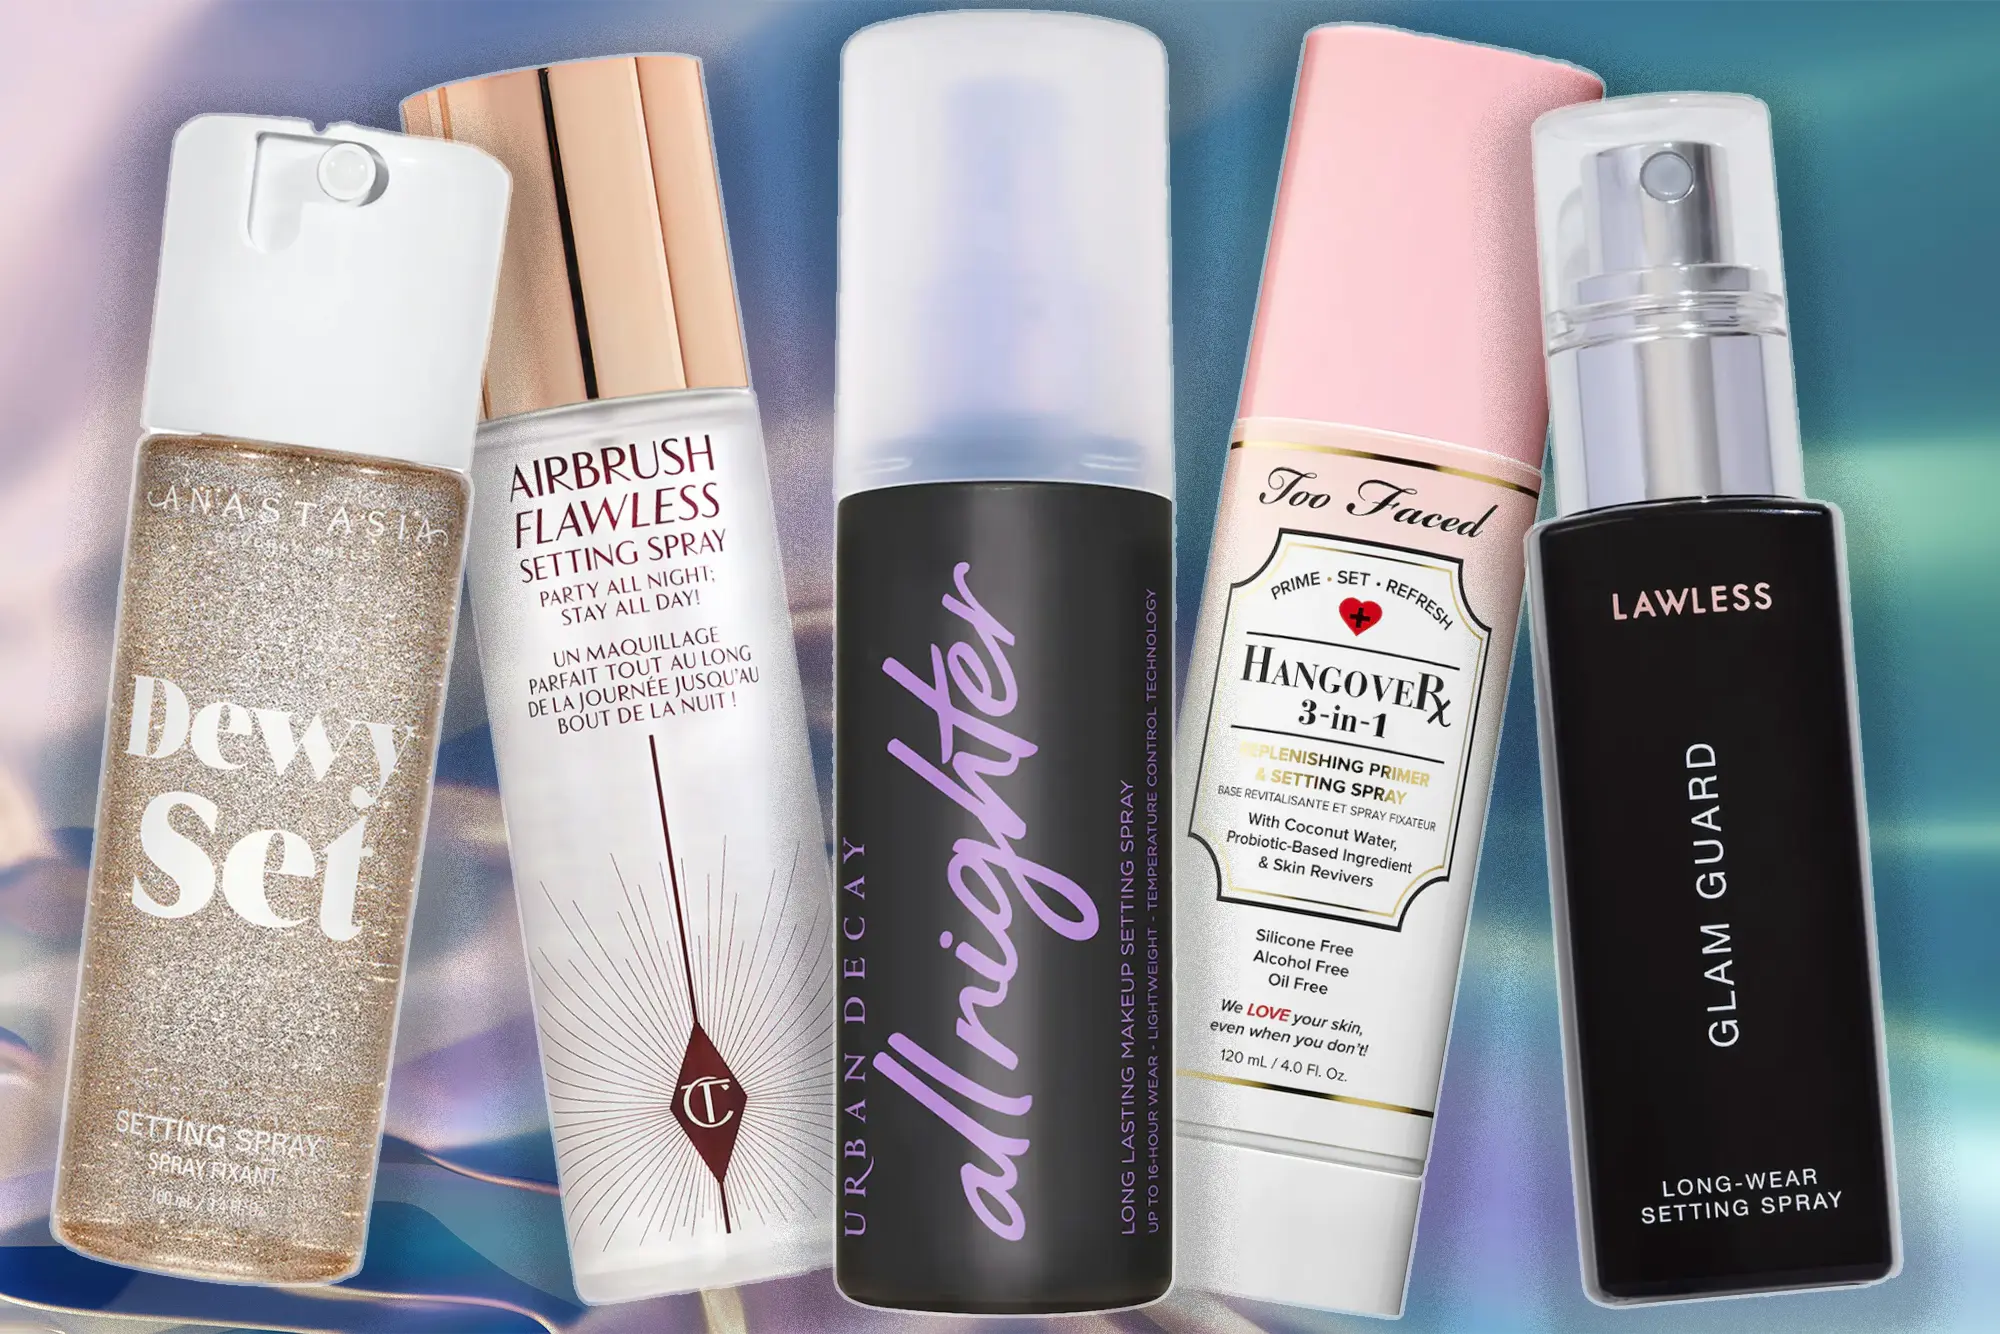 ANASTASIA
Dewy
Set
SETTING SPRAY
SPRAY FIXANT
AIRBRUSH
FLAWLESS
SETTING SPRAY
PARTY ALL NIGHT;
STAY ALL DAY!
UN MAQUILLAGE
PARFAIT TOUT AU LONG
DE LA JOURNÉE JUSQU'AU
BOUT DE LA NUIT !
CT
URBAN DECAY
all nighter
LONG LASTING MAKEUP SETTING SPRAY
UP TO 16-HOUR WEAR - LIGHTWEIGHT - TEMPERATURE CONTROL TECHNOLOGY
Too Faced
PRIME • SET • REFRESH
HANGOVERX
3-in-1
REPLENISHING PRIMER
& SETTING SPRAY
BASE REVITALISANTE ET SPRAY FIXATEUR
With Coconut Water,
Probiotic-Based Ingredient
& Skin Revivers
Silicone Free
Alcohol Free
Oil Free
We LOVE your skin,
even when you don't!
120 mL / 4.0 Fl. Oz.
LAWLESS
GLAM GUARD
LONG-WEAR
SETTING SPRAY